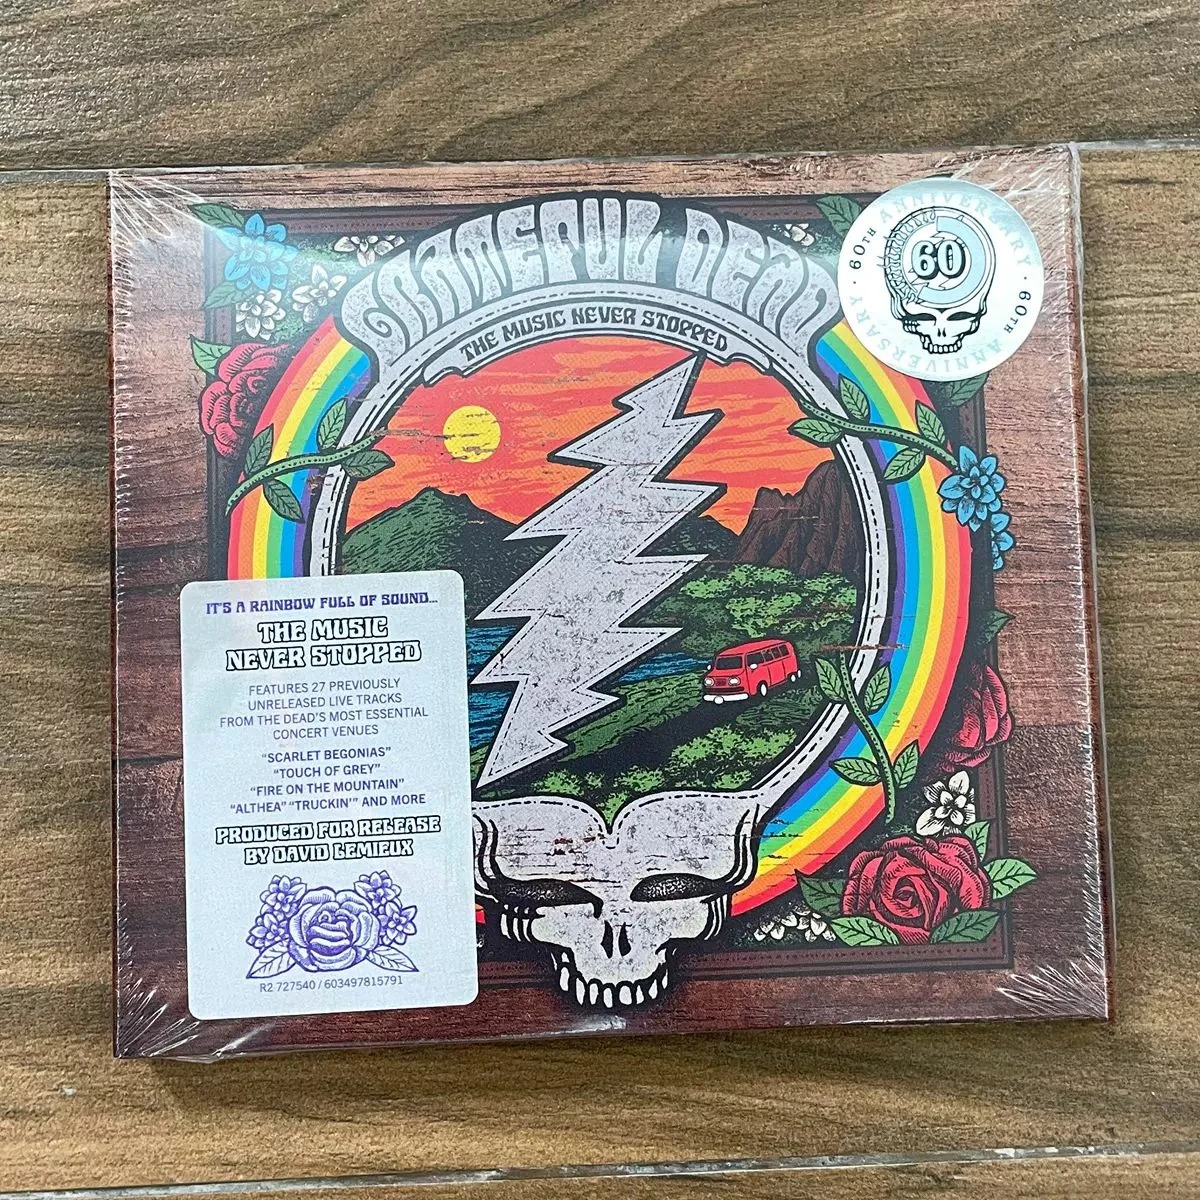 GRATEFUL DEAD
THE MUSIC NEVER STOPPED
60TH ANNIVERSARY · 60TH ANNIVERSARY ·
60
IT'S A RAINBOW FULL OF SOUND...
THE MUSIC
NEVER STOPPED
FEATURES 27 PREVIOUSLY
UNRELEASED LIVE TRACKS
FROM THE DEAD'S MOST ESSENTIAL
CONCERT VENUES
"SCARLET BEGONIAS"
"TOUCH OF GREY"
"FIRE ON THE MOUNTAIN"
"ALTHEA" "TRUCKIN'" AND MORE
PRODUCED FOR RELEASE
BY DAVID LEMIEUX
R2 727540 / 603497815791